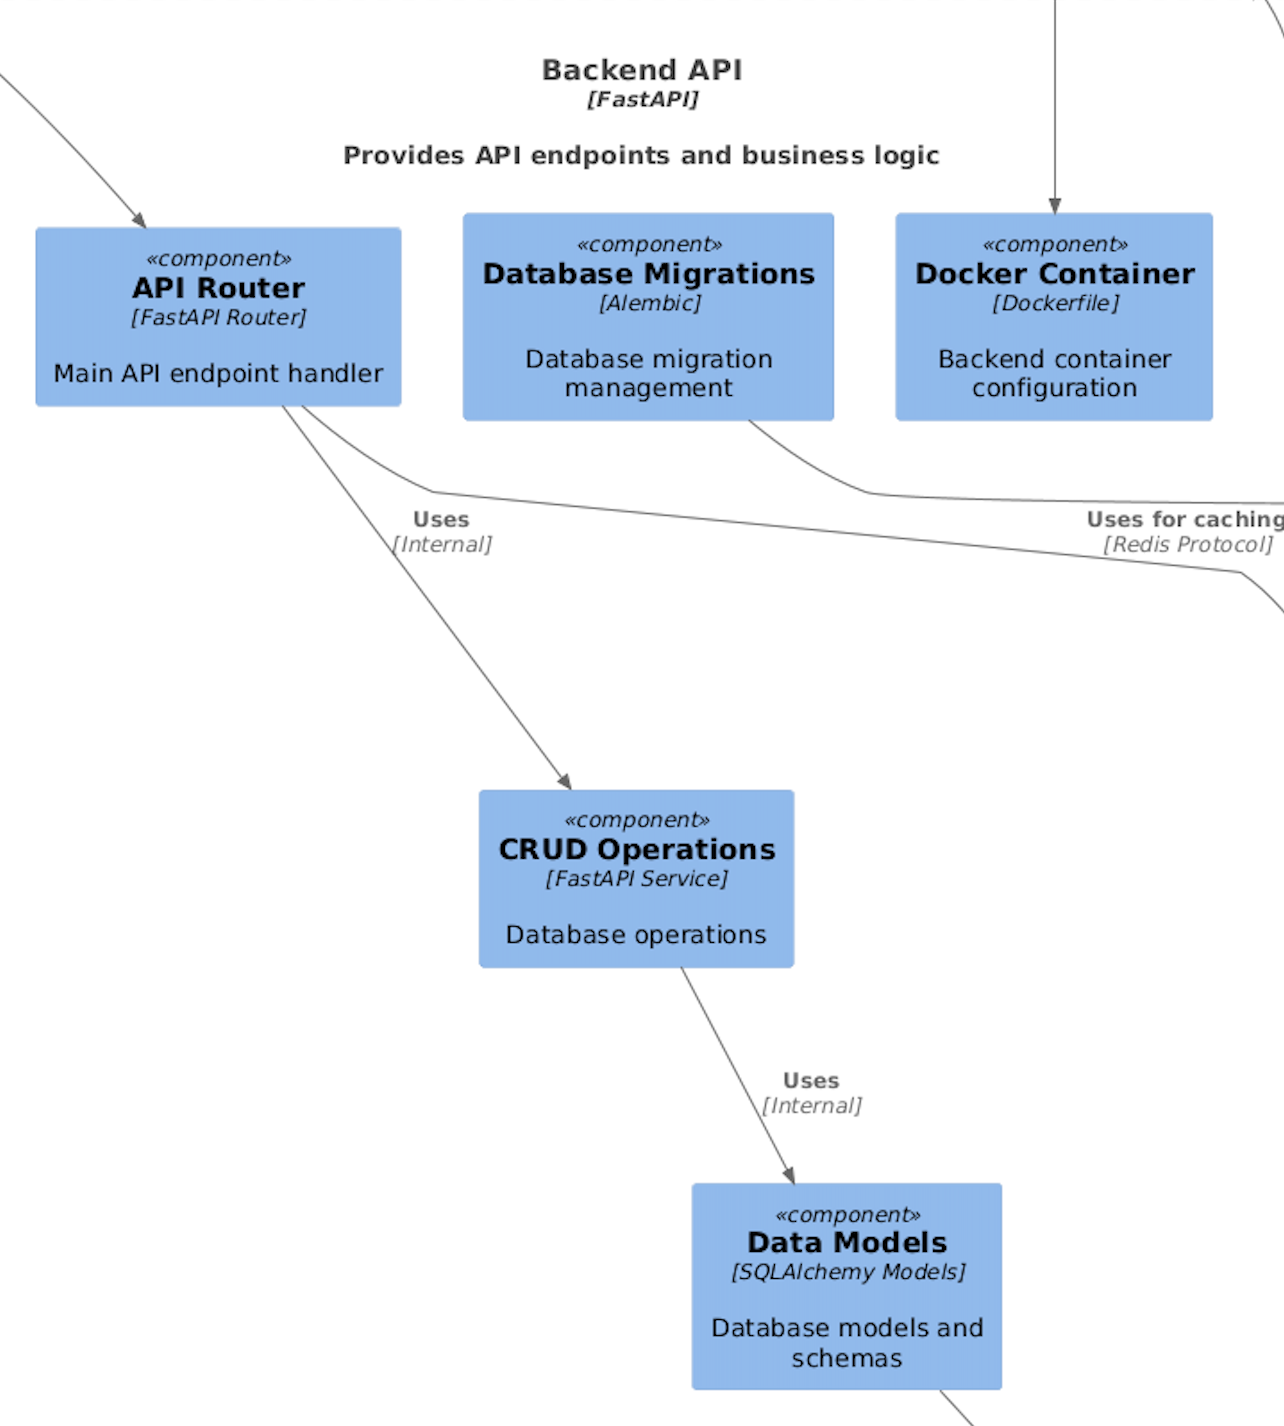 Backend API
[FastAPI]
Provides API endpoints and business logic
«component»
API Router
[FastAPI Router]
Main API endpoint handler
«component»
Database Migrations
[Alembic]
Database migration
management
«component»
Docker Container
[Dockerfile]
Backend container
configuration
Uses
[Internal]
Uses for caching
[Redis Protocol]
«component»
CRUD Operations
[FastAPI Service]
Database operations
Uses
[Internal]
«component»
Data Models
[SQLAlchemy Models]
Database models and
schemas